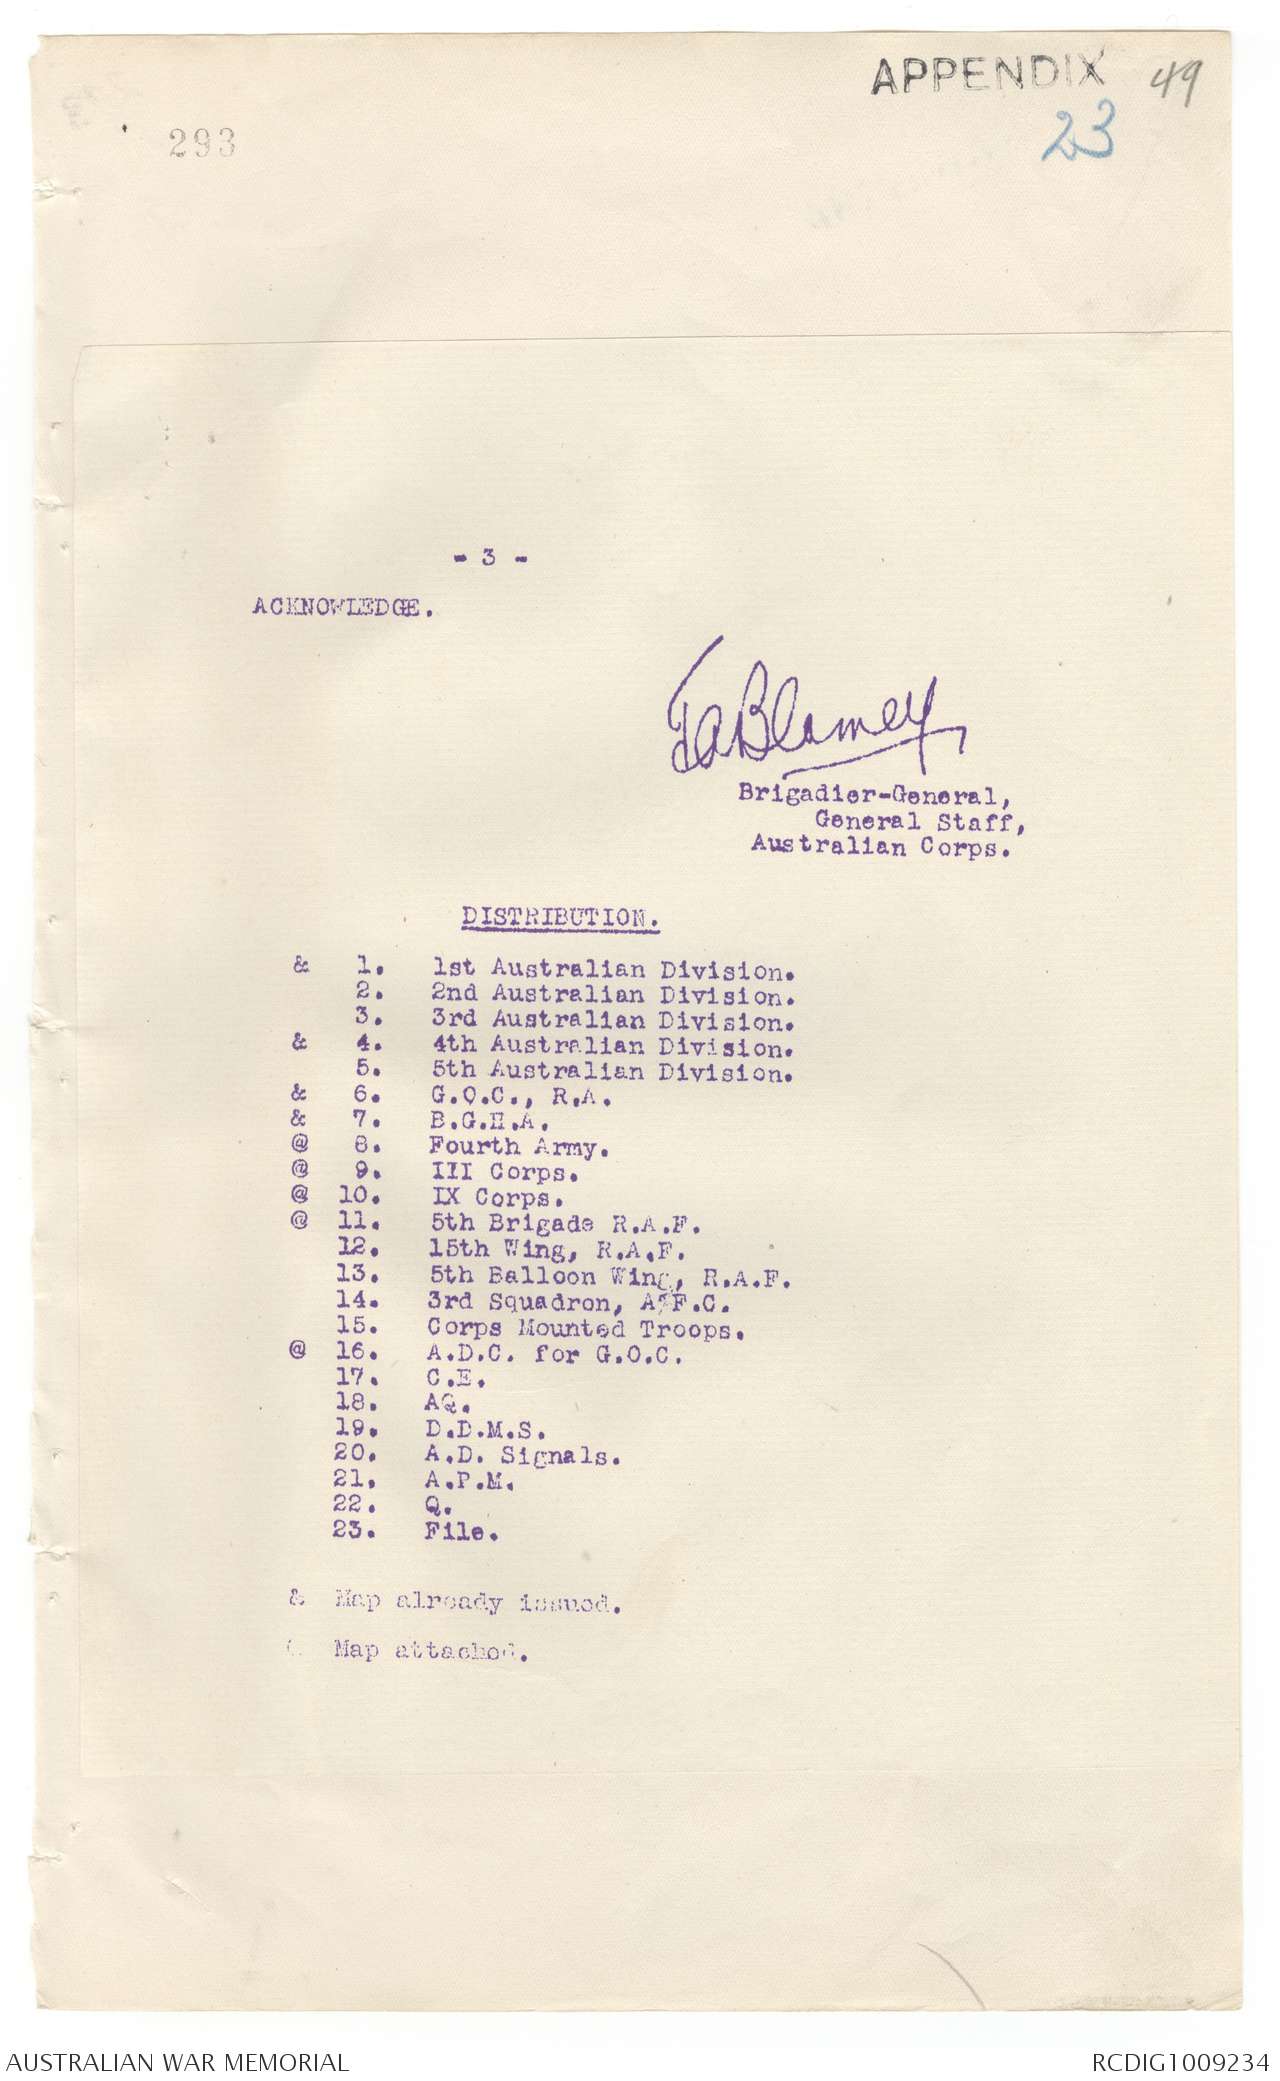 APPENDIX 49
23
293
- 3 -
ACKNOWLEDGE.
TaBlamey
Brigadier-General,
General Staff,
Australian Corps.
DISTRIBUTION.
& 1. 1st Australian Division.
2. 2nd Australian Division.
3. 3rd Australian Division.
& 4. 4th Australian Division.
5. 5th Australian Division.
& 6. G.O.C., R.A.
& 7. B.G.H.A.
@ 8. Fourth Army.
@ 9. III Corps.
@ 10. IX Corps.
@ 11. 5th Brigade R.A.F.
12. 15th Wing, R.A.F.
13. 5th Balloon Wing, R.A.F.
14. 3rd Squadron, A.F.C.
15. Corps Mounted Troops.
@ 16. A.D.C. for G.O.C.
17. C.E.
18. AQ.
19. D.D.M.S.
20. A.D. Signals.
21. A.P.M.
22. Q.
23. File.
& Map already issued.
Map attached.
AUSTRALIAN WAR MEMORIAL
RCDIG1009234